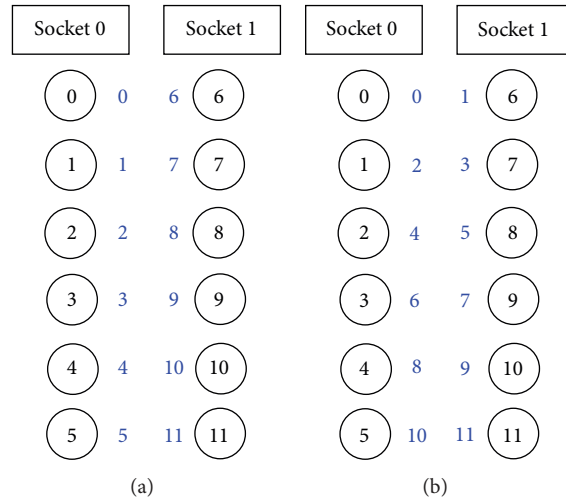 Socket 0 Socket 1 Socket 0 Socket 1
0 0 6 6 0 0 1 6
1 1 7 7 1 2 3 7
2 2 8 8 2 4 5 8
3 3 9 9 3 6 7 9
4 4 10 10 4 8 9 10
5 5 11 11 5 10 11 11
(a) (b)